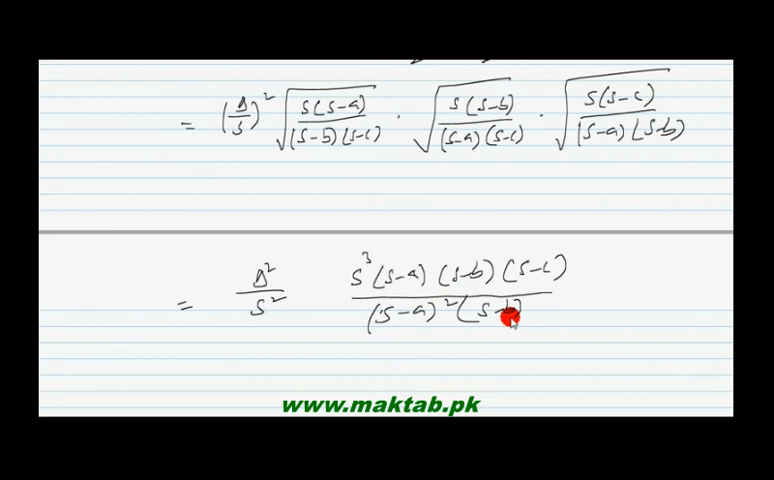 = (Δ/s)² √(s(s-a)/(s-b)(s-c)) · √(s(s-b)/(s-a)(s-c)) · √(s(s-c)/(s-a)(s-b))
= Δ²/s² s³(s-a)(s-b)(s-c)/(s-a)²(s-b)
www.maktab.pk